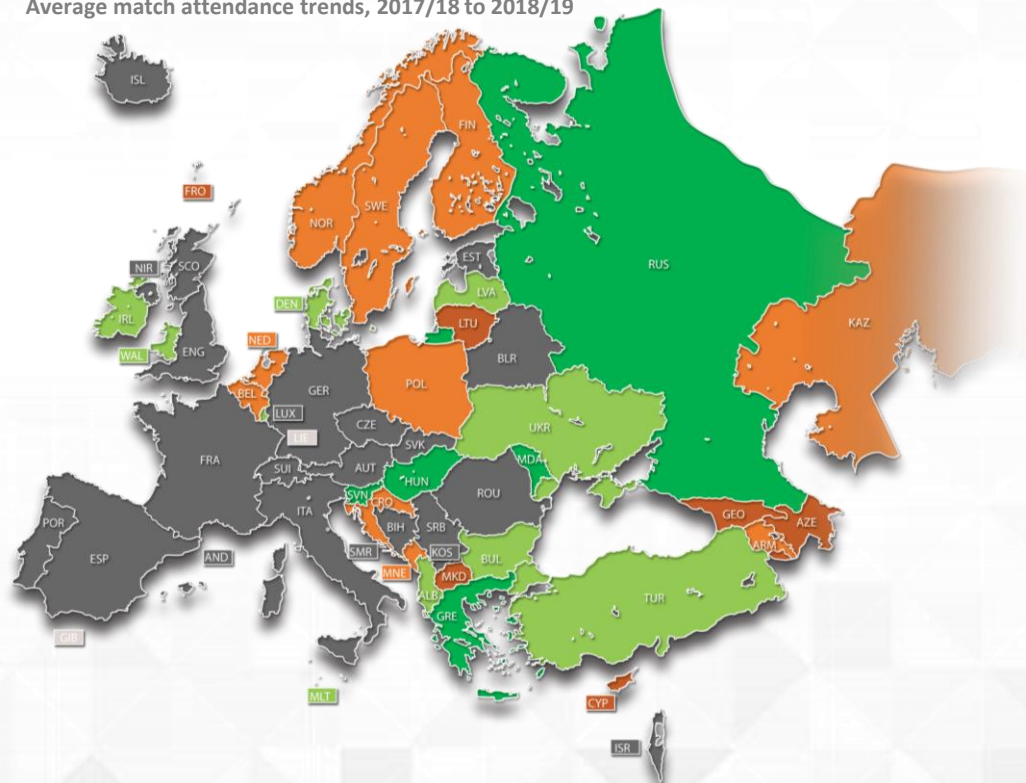 Average match attendance trends, 2017/18 to 2018/19
ISL
FIN
FRO
NOR
SWE
RUS
NIR
SCO
EST
DEN
LVA
IRL
LTU
KAZ
WAL
ENG
NED
BLR
BEL
GER
POL
LUX
CZE
UKR
LIE
SVK
FRA
MDA
SUI
AUT
HUN
SVN
ROU
CRO
ITA
POR
BIH
SRB
GEO
AZE
SMR
KOS
ARM
ESP
AND
BUL
MNE
MKD
ALB
TUR
GRE
GIB
MLT
CYP
ISR